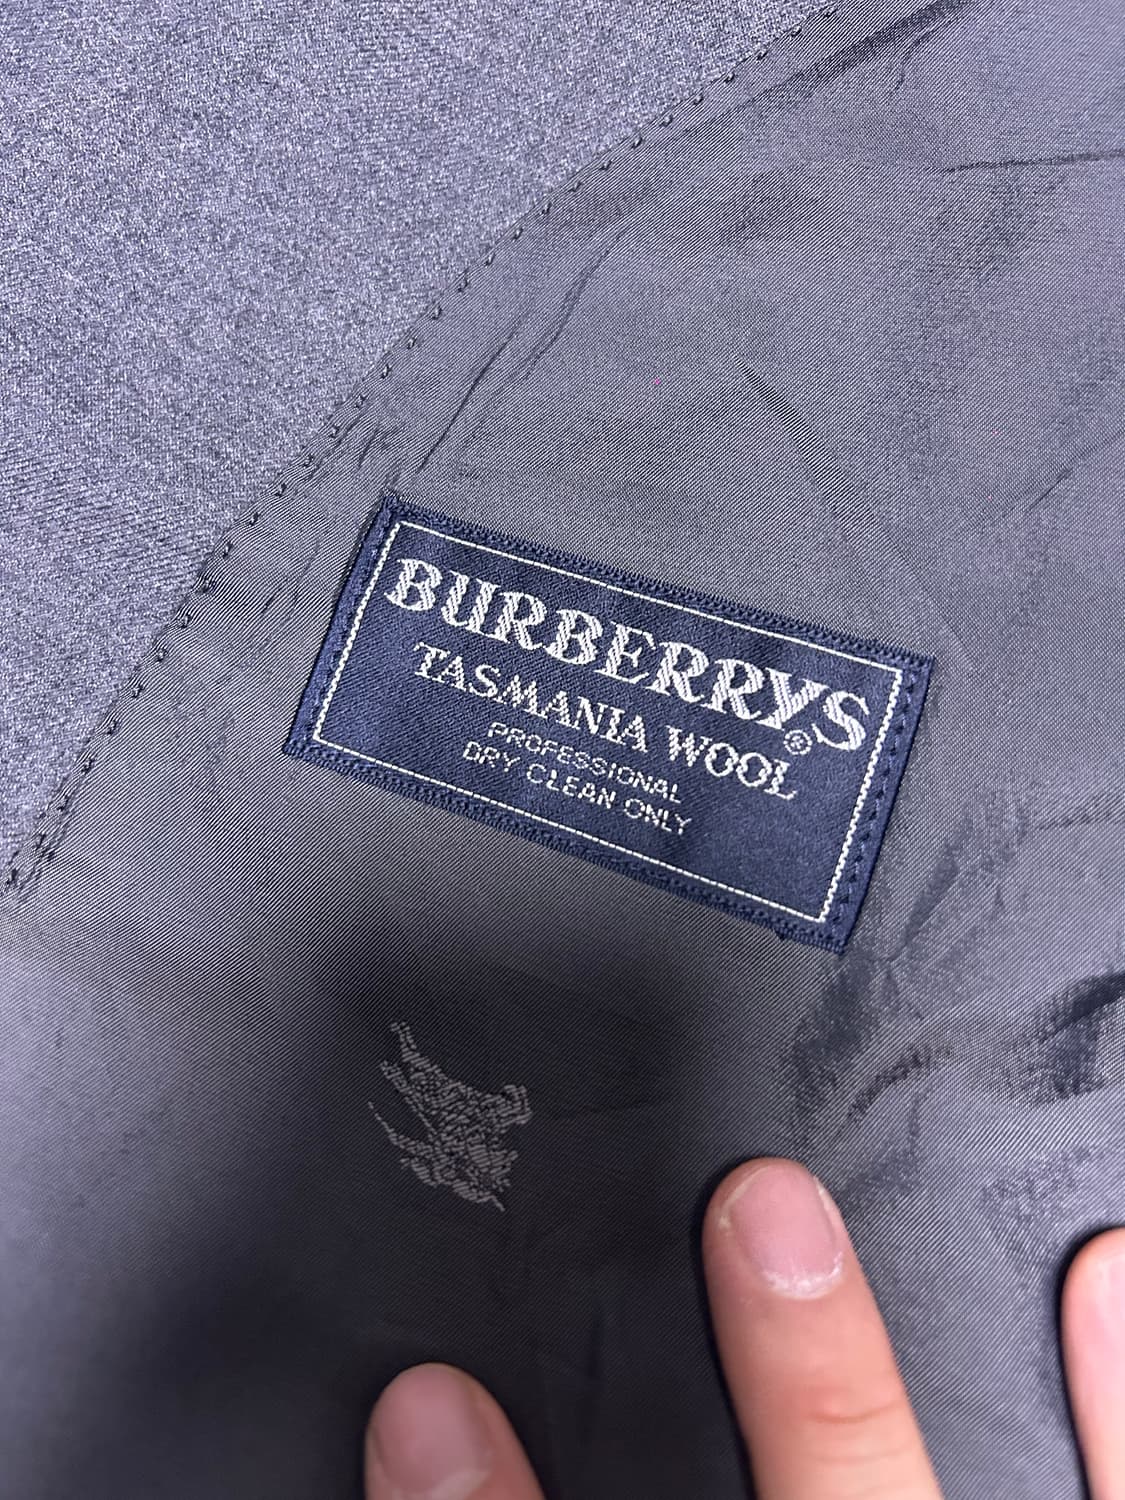 BURBERRYS®
TASMANIA WOOL
PROFESSIONAL
DRY CLEAN ONLY